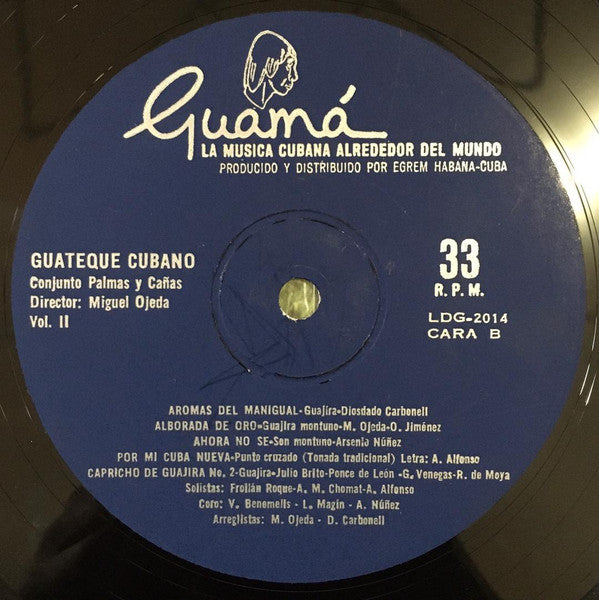 Guamá
LA MUSICA CUBANA ALREDEDOR DEL MUNDO
PRODUCIDO Y DISTRIBUIDO POR EGREM HABANA-CUBA
GUATEQUE CUBANO
Conjunto Palmas y Cañas
Director: Miguel Ojeda
Vol. II
33
R. P. M.
LDG-2014
CARA B
AROMAS DEL MANIGUAL-Guajira-Diosdado Carbonell
ALBORADA DE ORO-Guajira montuno-M. Ojeda-O. Jiménez
AHORA NO SE-Son montuno-Arsenio Núñez
POR MI CUBA NUEVA-Punto cruzado (Tonada tradicional) Letra: A. Alfonso
CAPRICHO DE GUAJIRA No. 2-Guajira-Julio Brito-Ponce de León -G. Venegas-R. de Moya
Solistas: Froilán Roque-A. M. Chomat-A. Alfonso
Coro: V. Benemelis - L. Magín - A. Núñez
Arreglistas: M. Ojeda - D. Carbonell